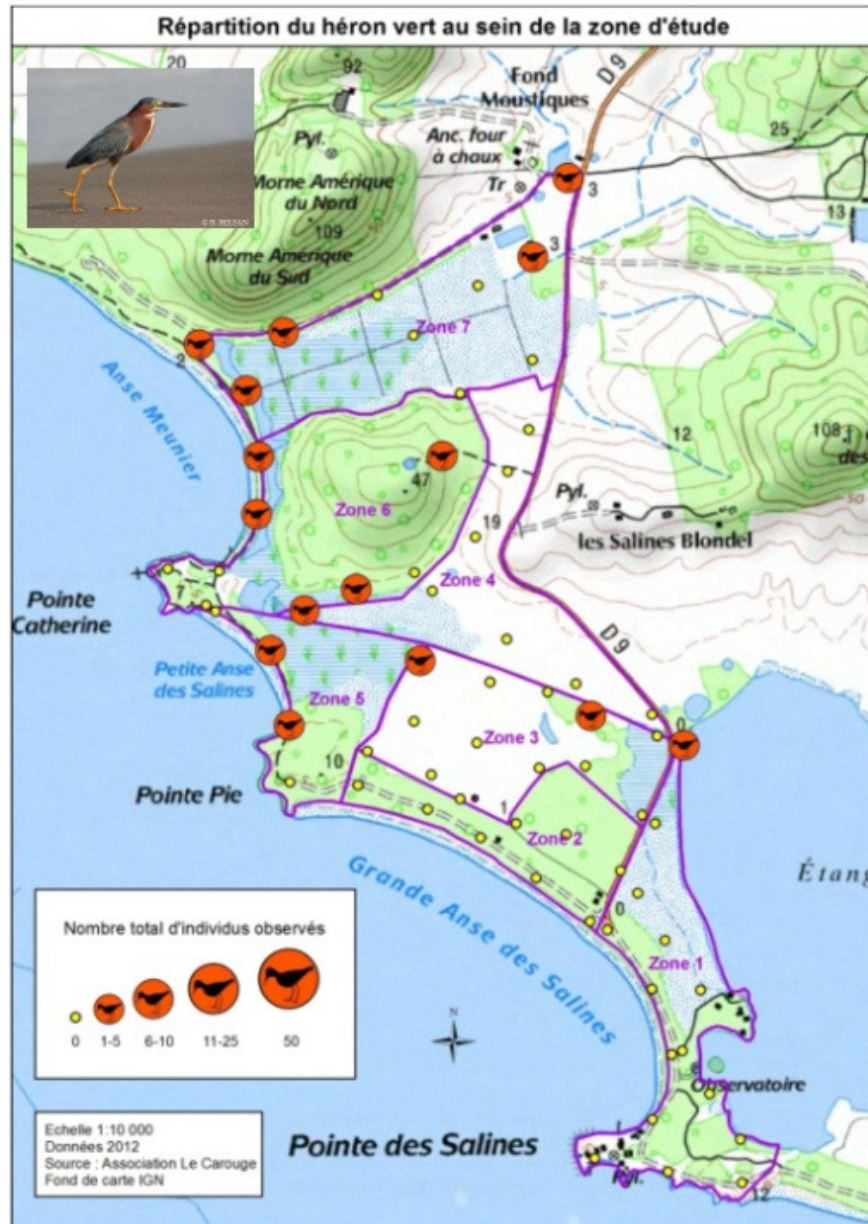 Répartition du héron vert au sein de la zone d'étude
20
92
Fond
Moustiques
D 9
Pyl.
Anc. four
à chaux
25
Tr
3
Morne Amérique
du Nord
109
Morne Amérique
du Sud
13
3
Zone 7
2
Anse Meunier
12
108
des
47
Zone 6
Pyl.
19
les Salines Blondel
Zone 4
7
Pointe
Catherine
D 9
Petite Anse
des Salines
Zone 5
0
Zone 3
10
Pointe Pie
1
Zone 2
Étang
Grande Anse des Salines
0
Zone 1
Nombre total d'individus observés
0 1-5 6-10 11-25 50
N
Observatoire
Echelle 1:10 000
Données 2012
Source : Association Le Carouge
Fond de carte IGN
Pointe des Salines
Pyl.
12